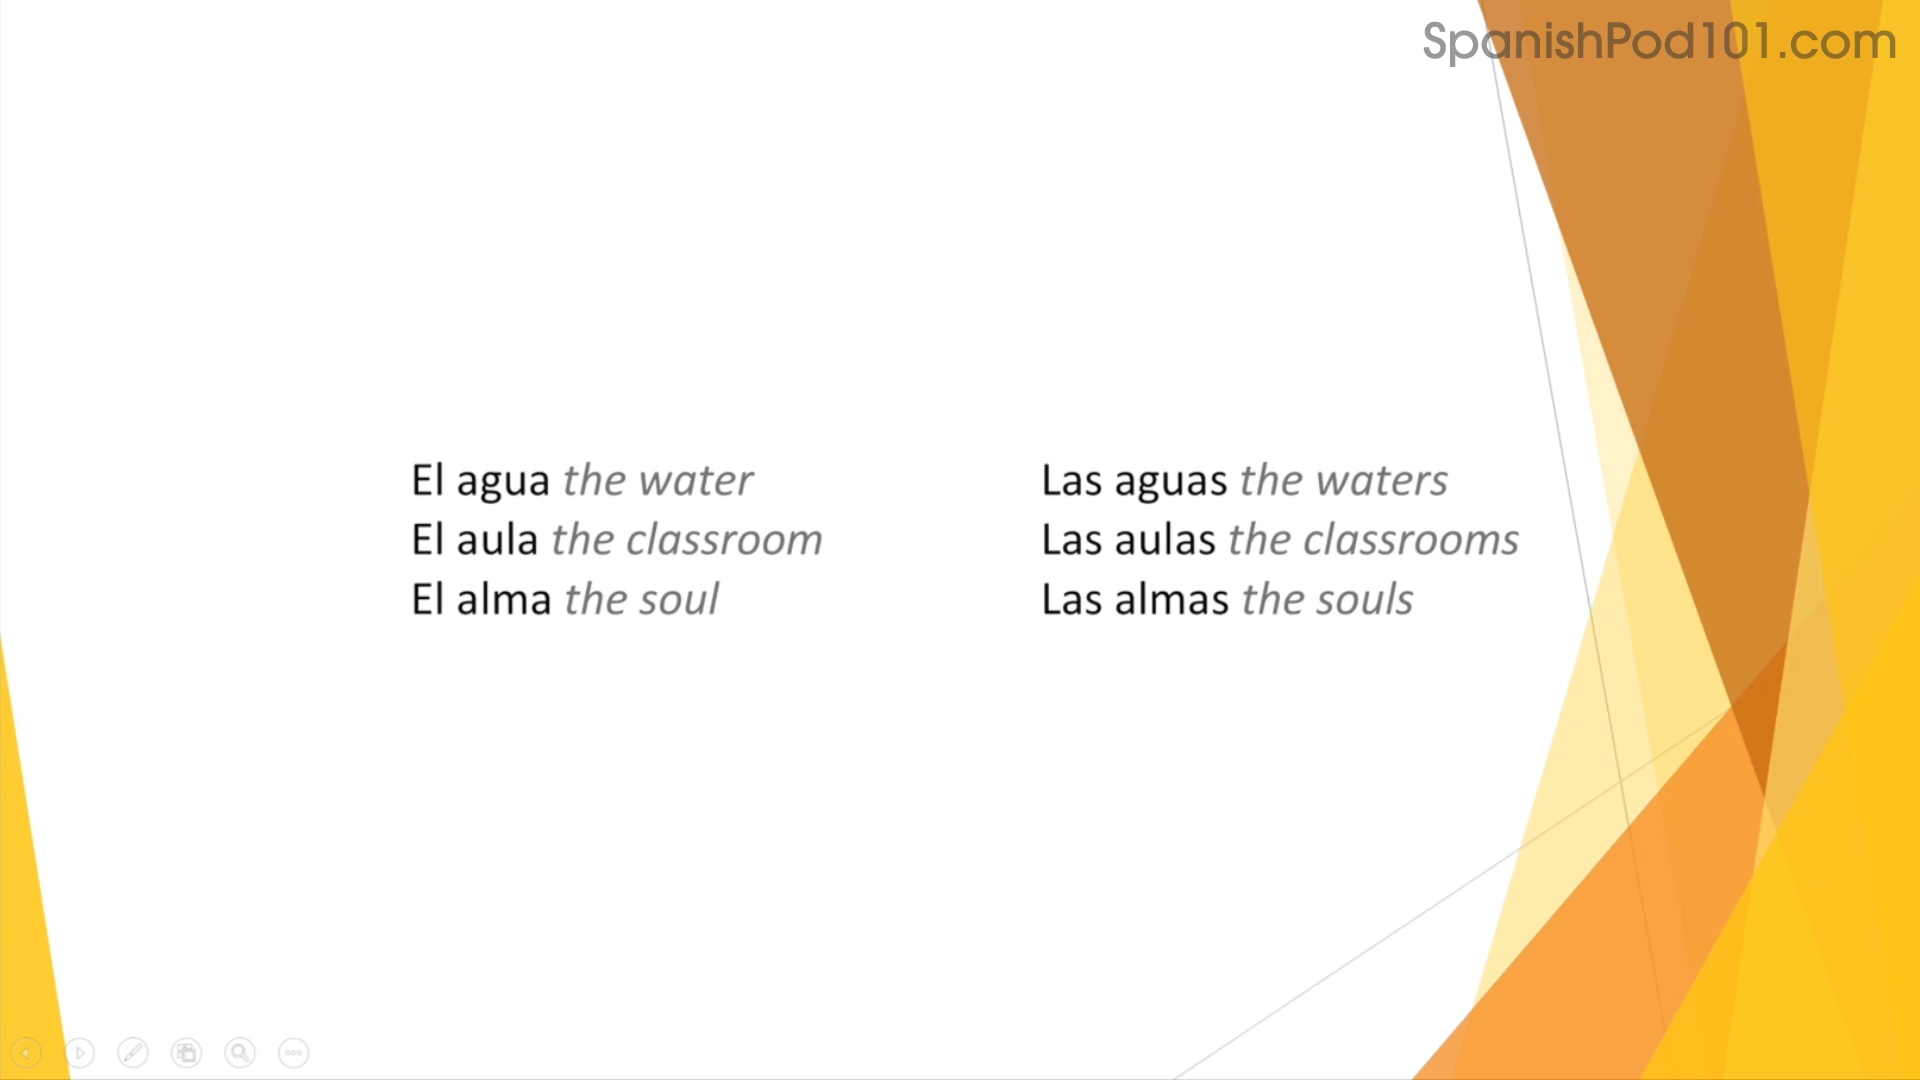 SpanishPod101.com
El agua the water
El aula the classroom
El alma the soul
Las aguas the waters
Las aulas the classrooms
Las almas the souls